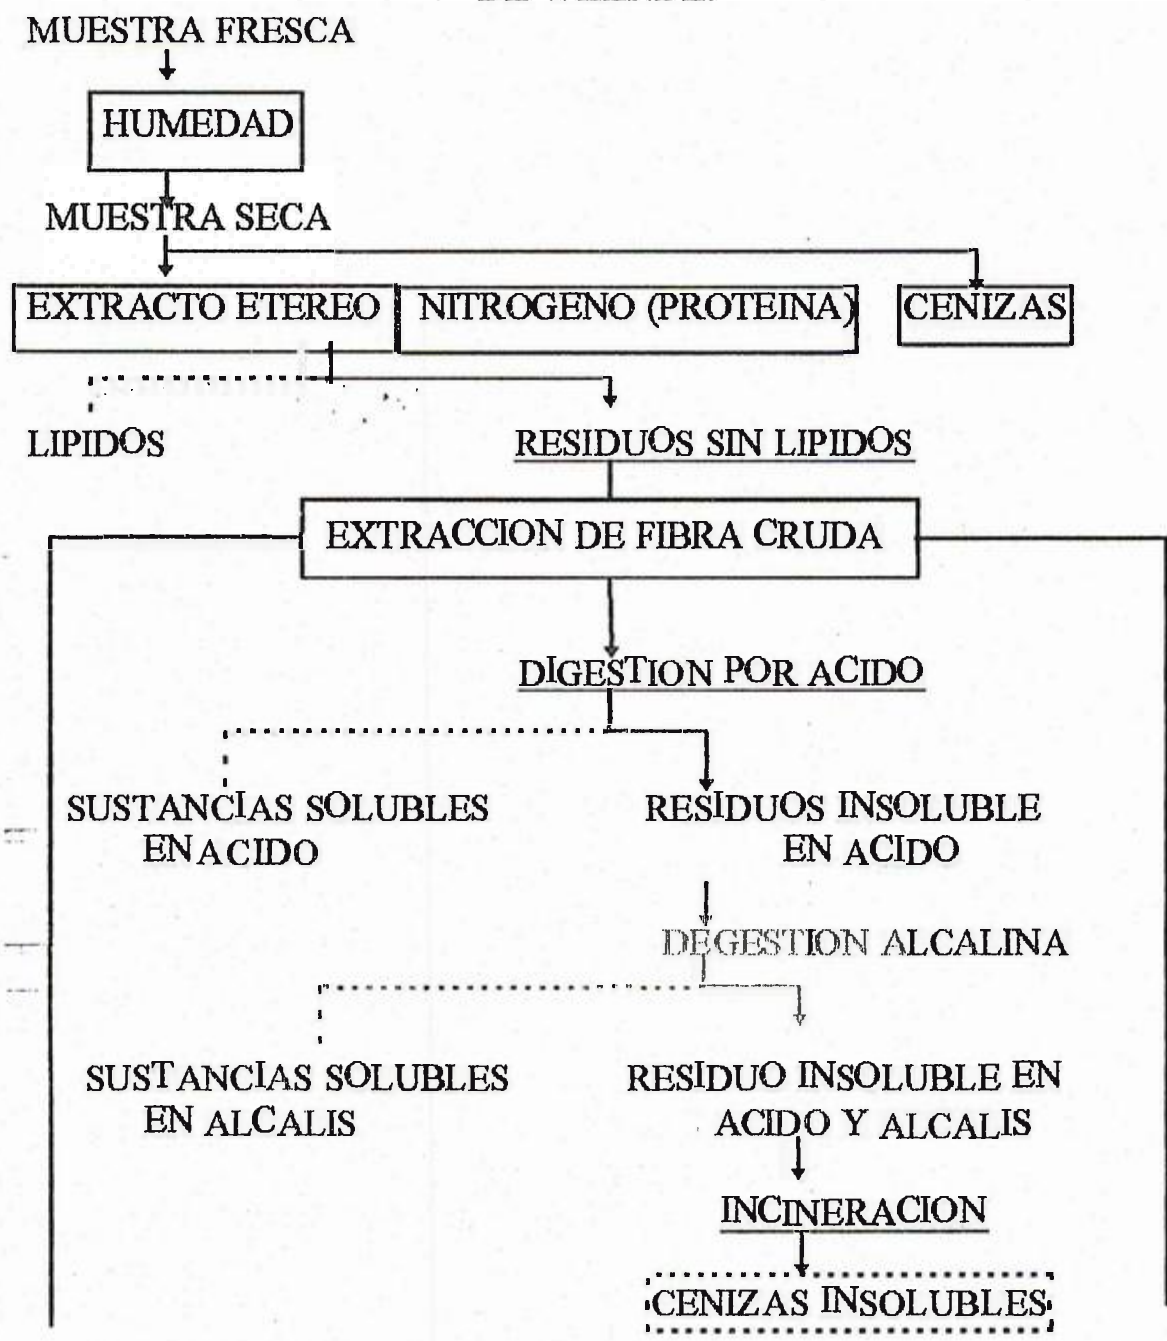 MUESTRA FRESCA
HUMEDAD
MUESTRA SECA
EXTRACTO ETEREO NITROGENO (PROTEINA) CENIZAS
LIPIDOS RESIDUOS SIN LIPIDOS
EXTRACCION DE FIBRA CRUDA
DIGESTION POR ACIDO
SUSTANCIAS SOLUBLES
EN ACIDO
RESIDUOS INSOLUBLE
EN ACIDO
DEGESTION ALCALINA
SUSTANCIAS SOLUBLES
EN ALCALIS
RESIDUO INSOLUBLE EN
ACIDO Y ALCALIS
INCINERACION
CENIZAS INSOLUBLES